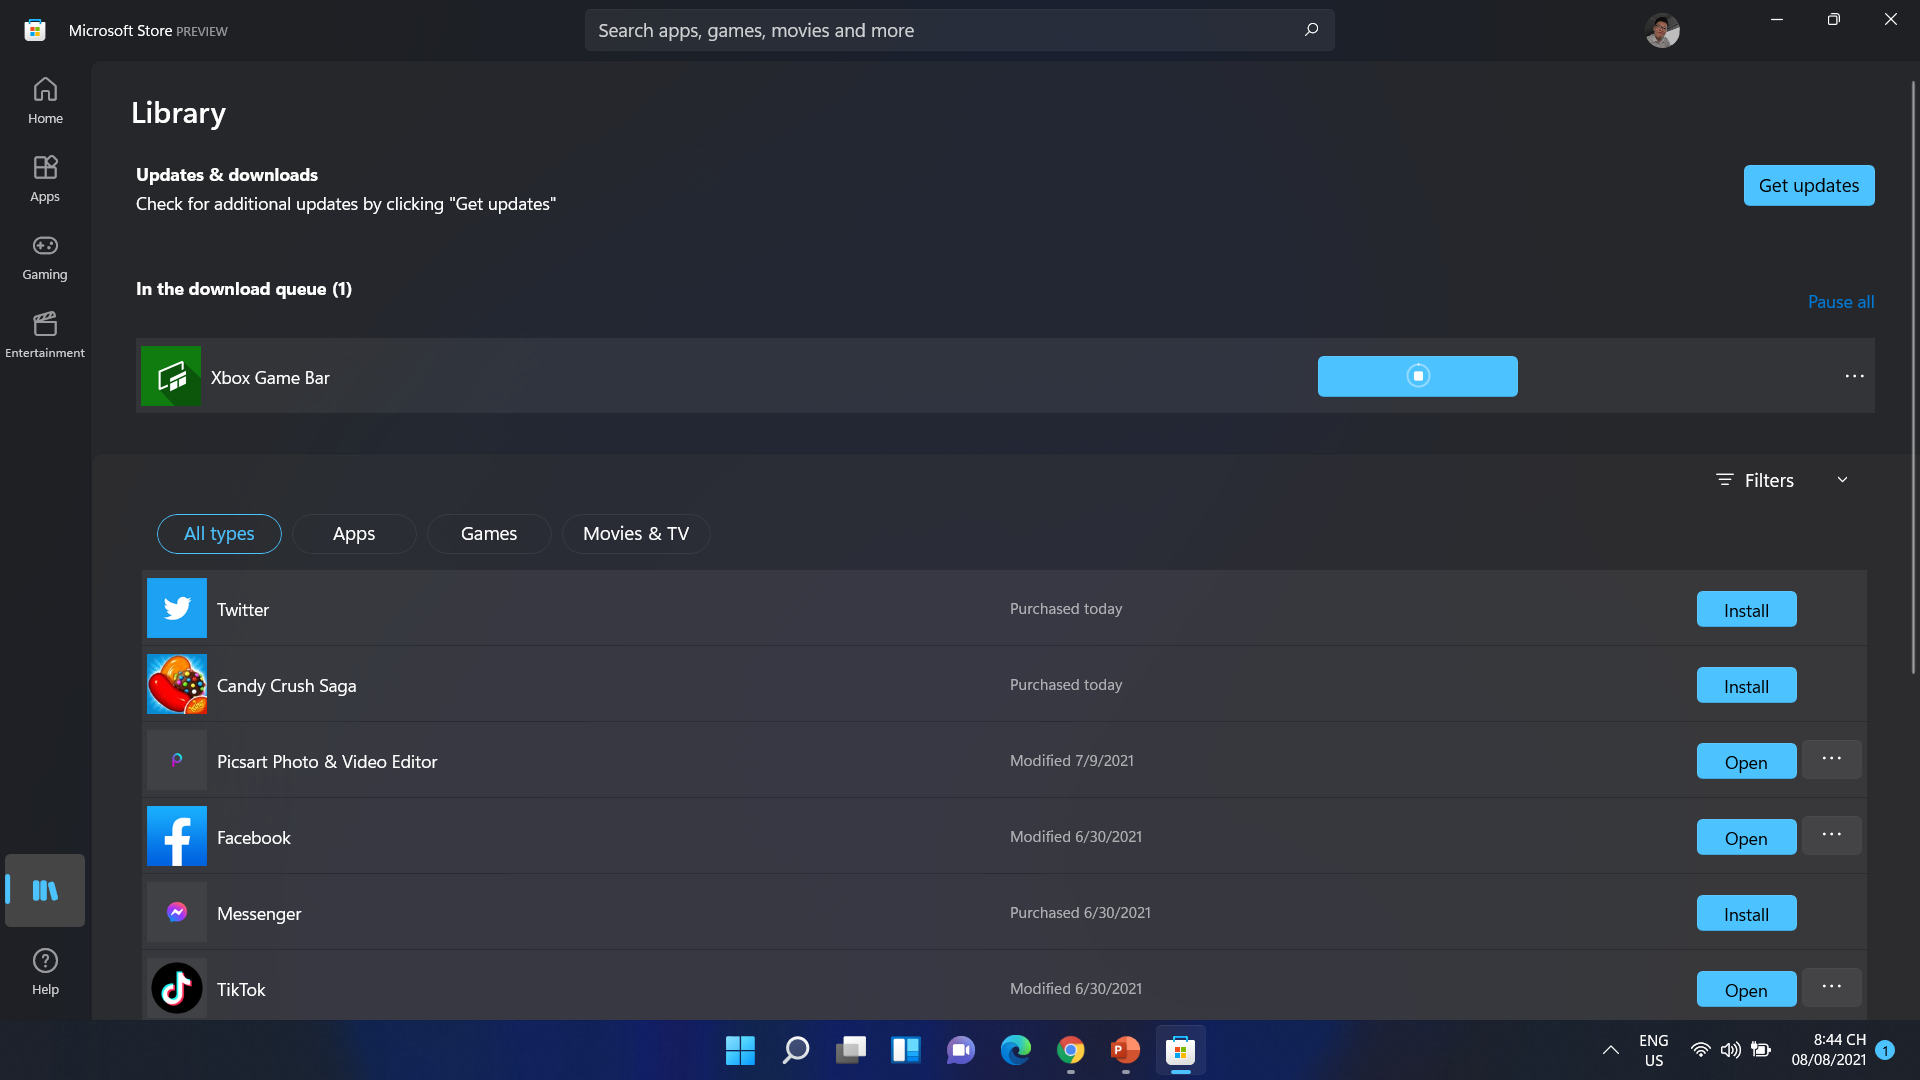 Microsoft Store PREVIEW
Search apps, games, movies and more
Home
Apps
Gaming
Entertainment
Help
Library
Updates & downloads
Check for additional updates by clicking "Get updates"
Get updates
In the download queue (1)
Pause all
Xbox Game Bar
Filters
All types
Apps
Games
Movies & TV
Twitter Purchased today Install
Candy Crush Saga Purchased today Install
Picsart Photo & Video Editor Modified 7/9/2021 Open
Facebook Modified 6/30/2021 Open
Messenger Purchased 6/30/2021 Install
TikTok Modified 6/30/2021 Open
ENG
US
8:44 CH
08/08/2021
1